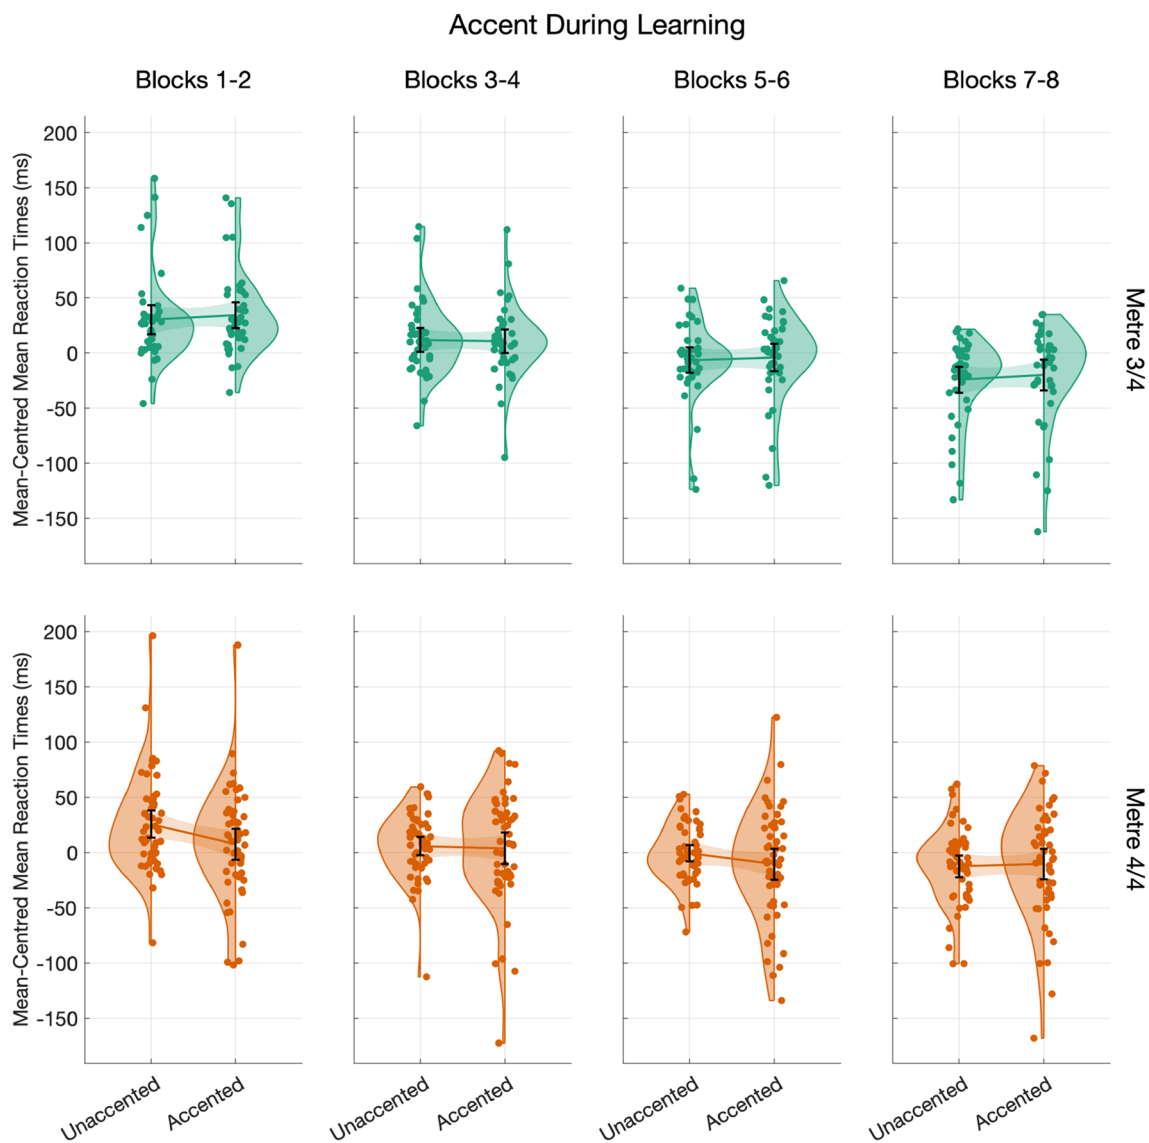 Accent During Learning
Blocks 1-2
Blocks 3-4
Blocks 5-6
Blocks 7-8
Mean-Centred Mean Reaction Times (ms)
200
150
100
50
0
-50
-100
-150
Metre 3/4
Mean-Centred Mean Reaction Times (ms)
200
150
100
50
0
-50
-100
-150
Metre 4/4
Unaccented
Accented
Unaccented
Accented
Unaccented
Accented
Unaccented
Accented